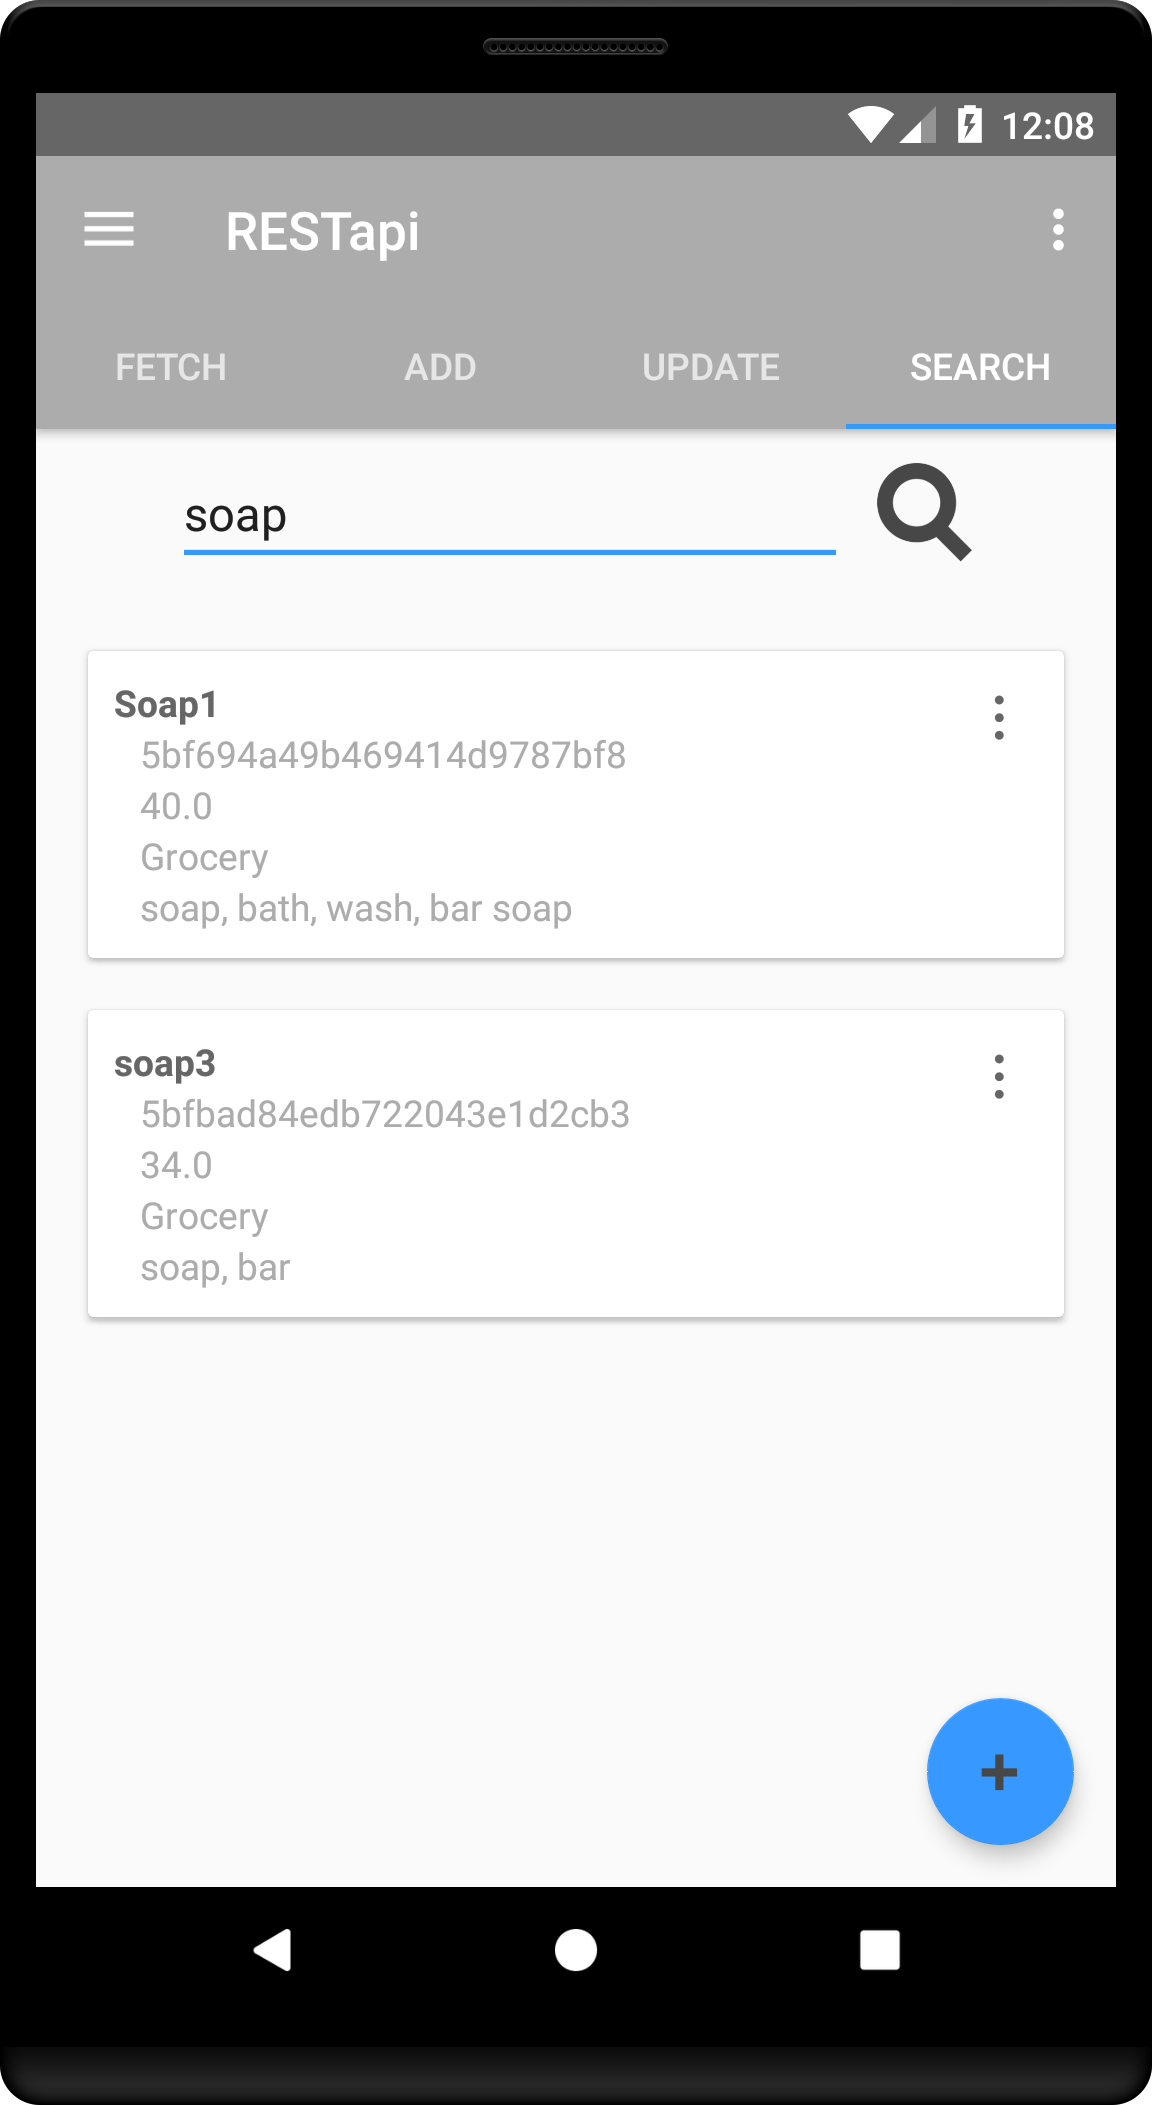 12:08
RESTapi
FETCH ADD UPDATE SEARCH
soap
Soap1
5bf694a49b469414d9787bf8
40.0
Grocery
soap, bath, wash, bar soap
soap3
5bfbad84edb722043e1d2cb3
34.0
Grocery
soap, bar